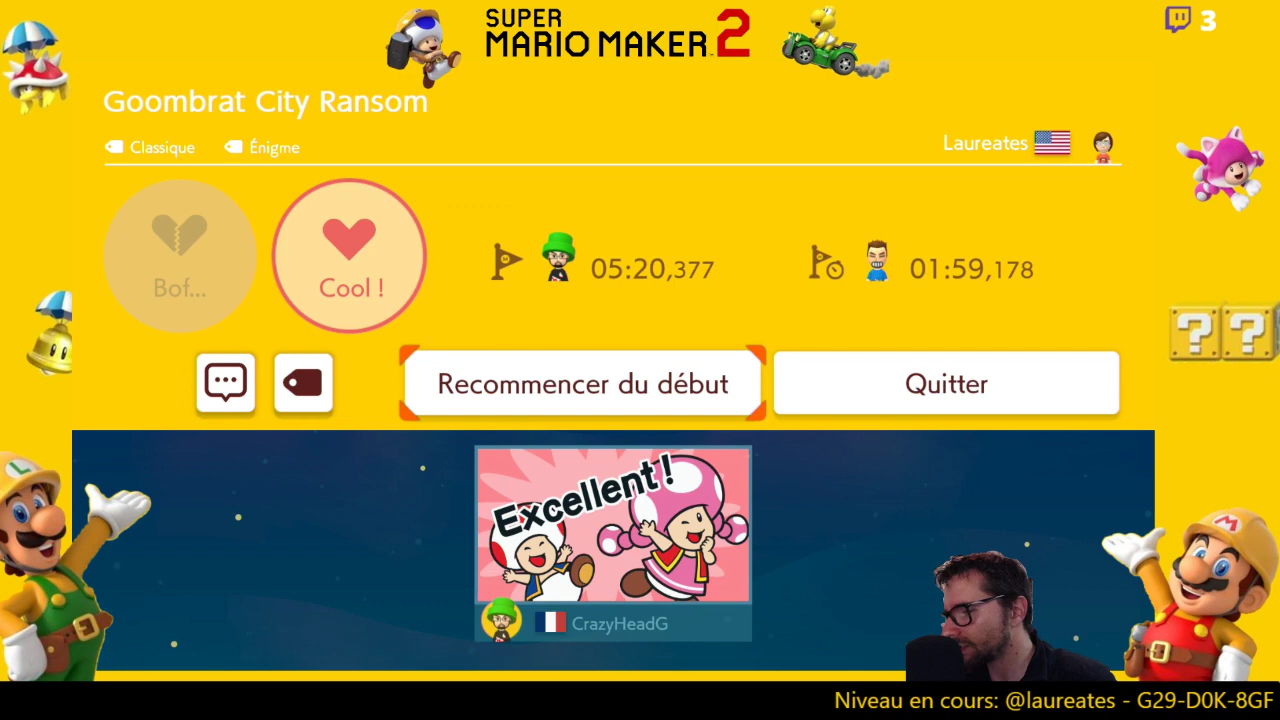 SUPER
MARIO MAKER 2
3
Goombrat City Ransom
Classique
Énigme
Laureates
Bof...
Cool !
05:20,377
01:59,178
Recommencer du début
Quitter
Excellent !
CrazyHeadG
Niveau en cours: @laureates - G29-D0K-8GF